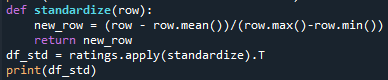 def standardize(row):
    new_row = (row - row.mean())/(row.max()-row.min())
    return new_row
df_std = ratings.apply(standardize).T
print(df_std)